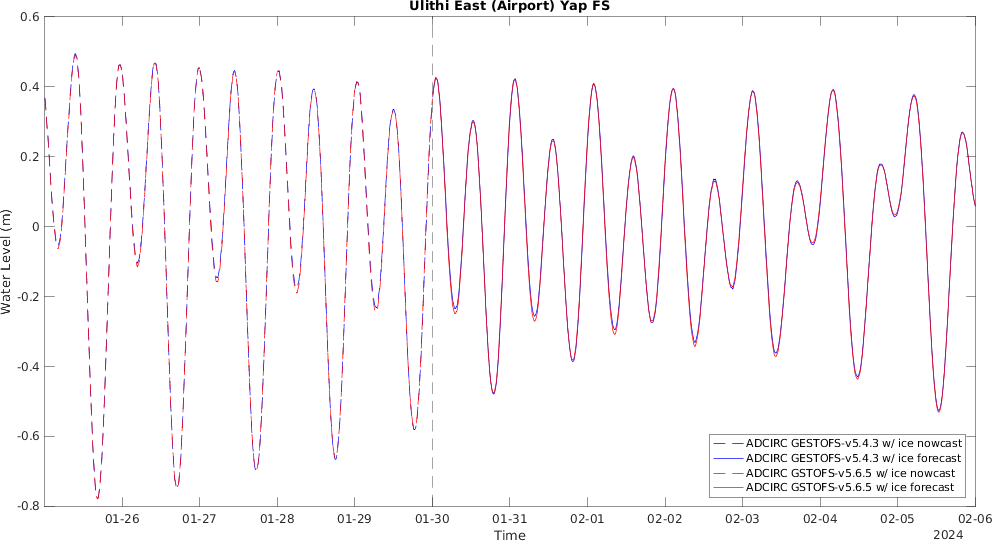 Ulithi East (Airport) Yap FS
Water Level (m)
0.6
0.4
0.2
0
-0.2
-0.4
-0.6
-0.8
ADCIRC GESTOFS-v5.4.3 w/ ice nowcast
ADCIRC GESTOFS-v5.4.3 w/ ice forecast
ADCIRC GSTOFS-v5.6.5 w/ ice nowcast
ADCIRC GSTOFS-v5.6.5 w/ ice forecast
01-26 01-27 01-28 01-29 01-30 01-31 02-01 02-02 02-03 02-04 02-05 02-06
Time
2024